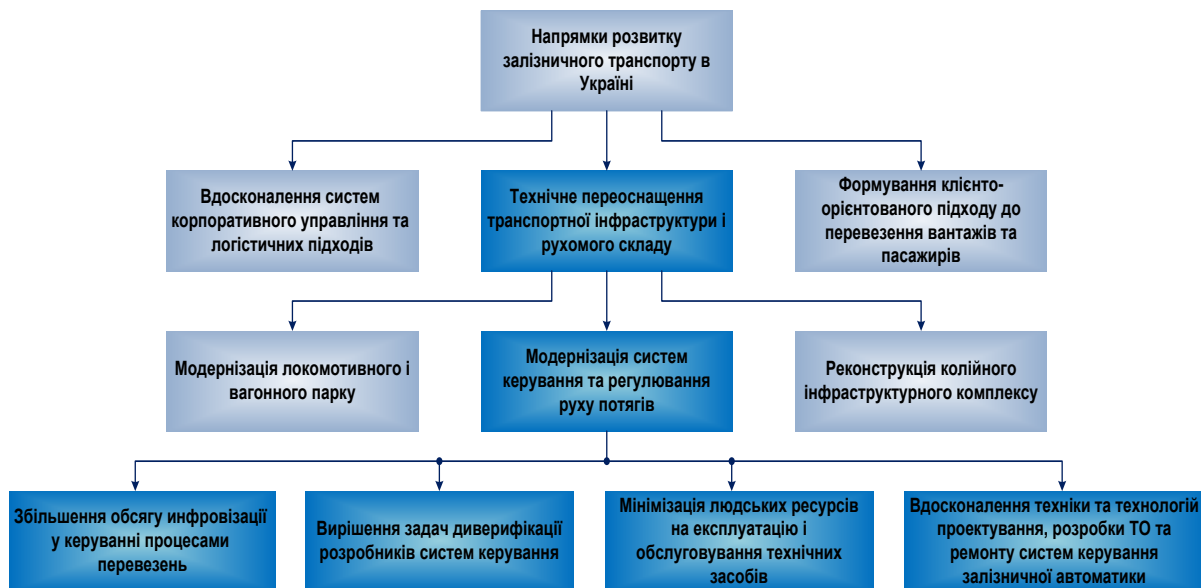 Напрямки розвитку
залізничного транспорту в
Україні
Вдосконалення систем
корпоративного управління та
логістичних підходів
Технічне переоснащення
транспортної інфраструктури і
рухомого складу
Формування клієнто-
орієнтованого підходу до
перевезення вантажів та
пасажирів
Модернізація локомотивного і
вагонного парку
Модернізація систем
керування та регулювання
руху потягів
Реконструкція колійного
інфраструктурного комплексу
Збільшення обсягу инфровізації
у керуванні процесами
перевезень
Вирішення задач диверифікації
розробників систем керування
Мінімізація людських ресурсів
на експлуатацію і
обслуговування технічних
засобів
Вдосконалення техніки та технологій
проектування, розробки ТО та
ремонту систем керування
залізничної автоматики